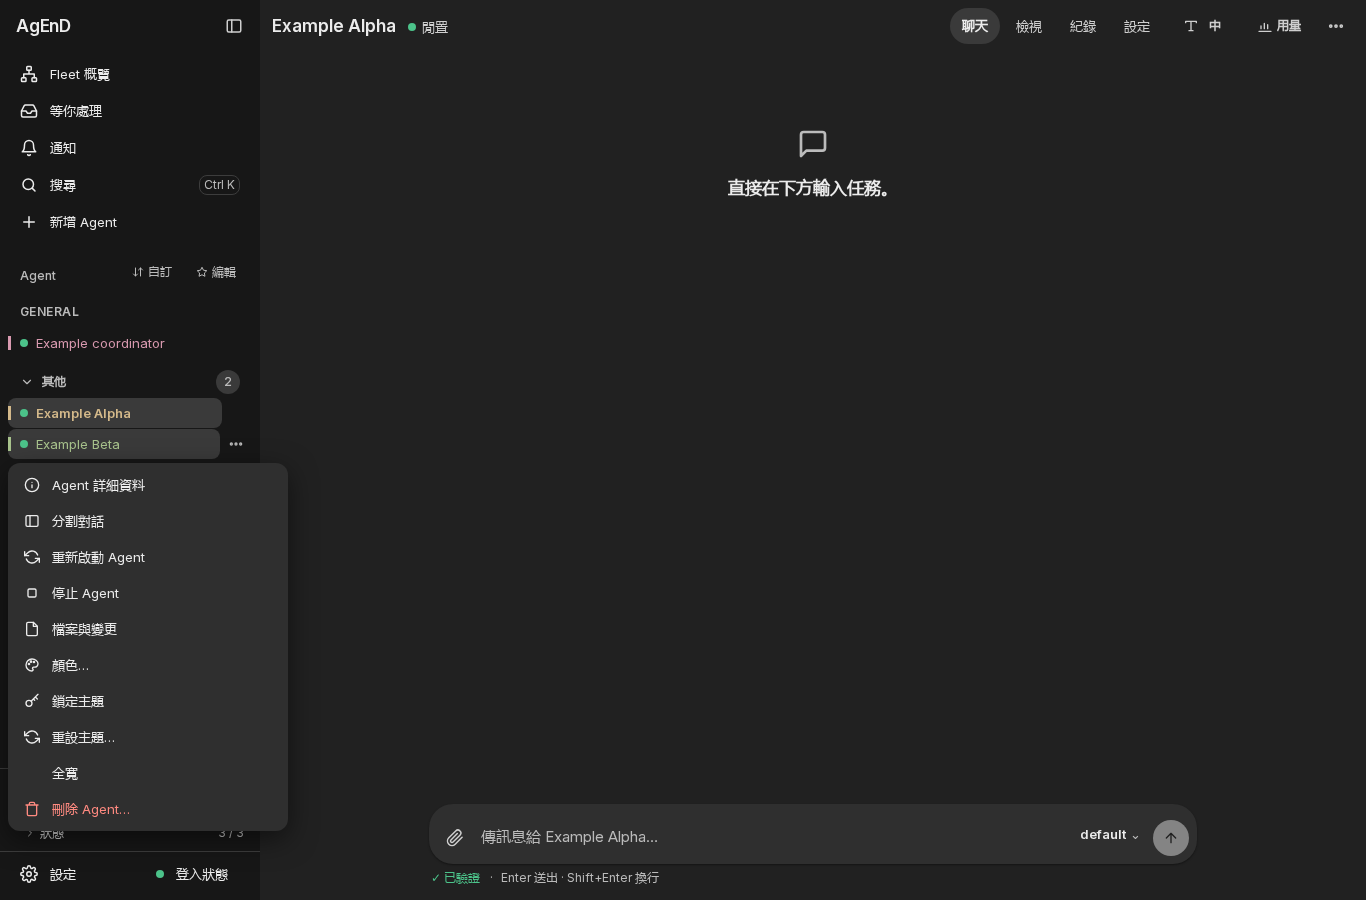 AgEnD
Fleet 概覽
等你處理
通知
搜尋 Ctrl K
新增 Agent
Agent 自訂 編輯
GENERAL
Example coordinator
其他 2
Example Alpha
Example Beta
Agent 詳細資料
分割對話
重新啟動 Agent
停止 Agent
檔案與變更
顏色…
鎖定主題
重設主題…
全寬
刪除 Agent…
狀態 3 / 3
設定 登入狀態
Example Alpha 閒置
聊天 檢視 紀錄 設定 中 用量
直接在下方輸入任務。
傳訊息給 Example Alpha… default
✓ 已驗證 · Enter 送出 · Shift+Enter 換行